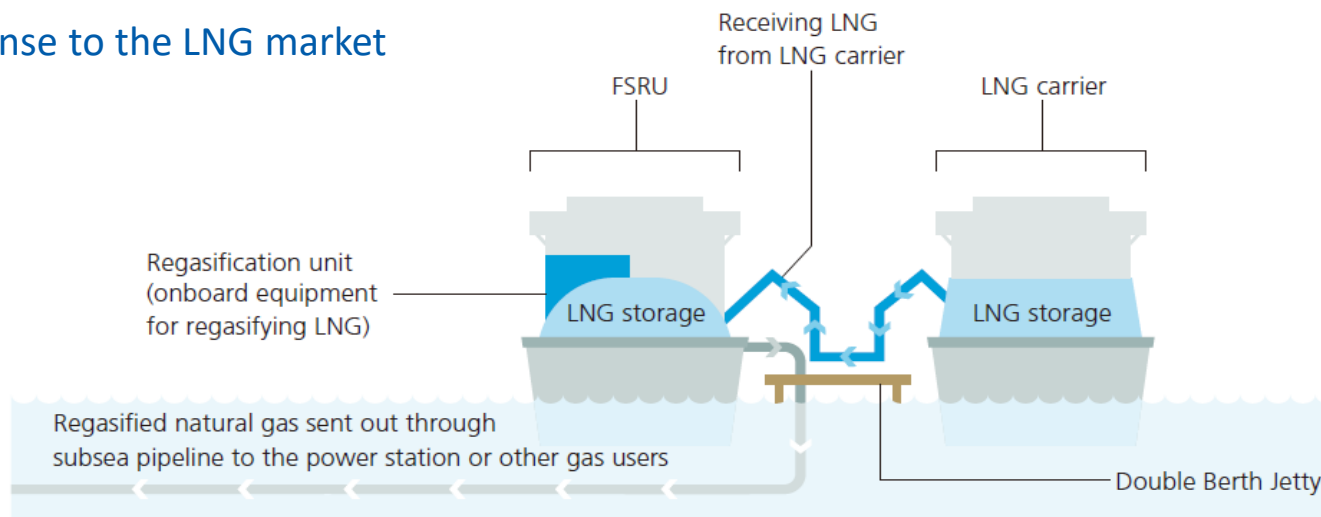 nse to the LNG market
Receiving LNG
from LNG carrier
FSRU
LNG carrier
Regasification unit
(onboard equipment
for regasifying LNG)
LNG storage
LNG storage
Regasified natural gas sent out through
subsea pipeline to the power station or other gas users
Double Berth Jetty